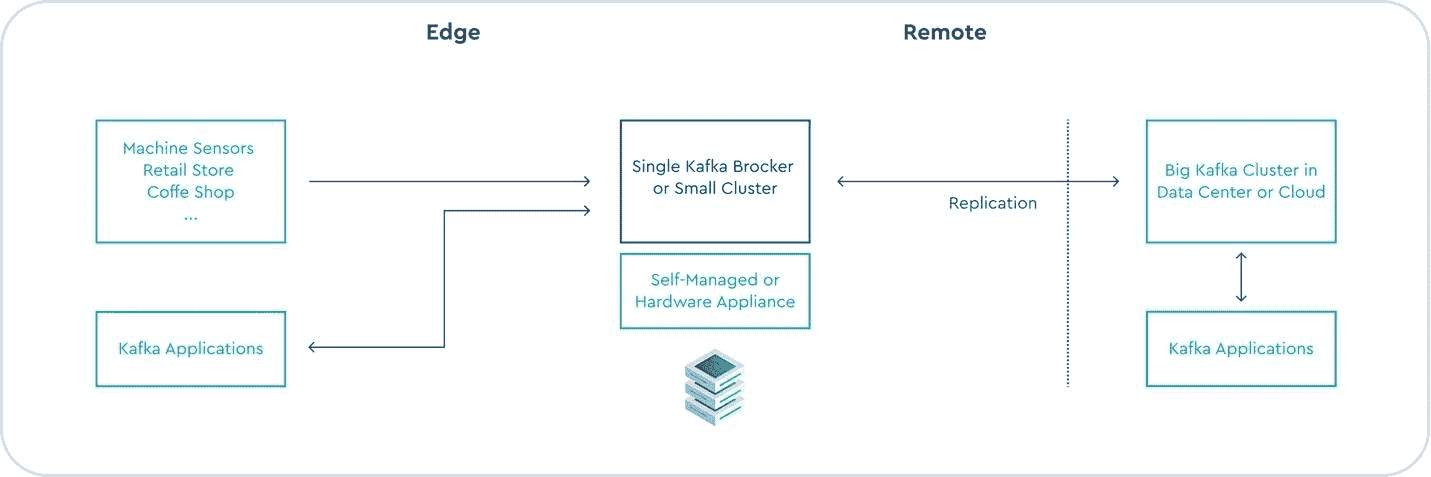 Edge
Remote
Machine Sensors
Retail Store
Coffe Shop
...
Kafka Applications
Single Kafka Brocker
or Small Cluster
Self-Managed or
Hardware Appliance
Replication
Big Kafka Cluster in
Data Center or Cloud
Kafka Applications